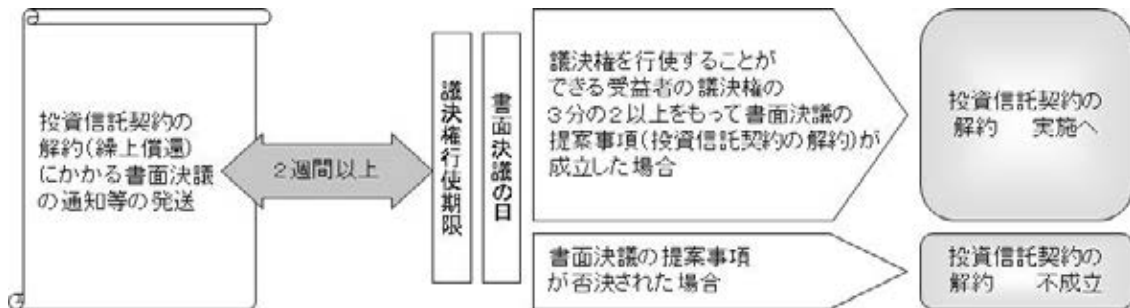 投資信託契約の
解約(繰上償還)
にかかる書面決議
の通知等の発送
2週間以上
議決権行使期限
書面決議の日
議決権を行使することが
できる受益者の議決権の
3分の2以上をもって書面決議の
提案事項(投資信託契約の解約)が
成立した場合
投資信託契約の
解約 実施へ
書面決議の提案事項
が否決された場合
投資信託契約の
解約 不成立